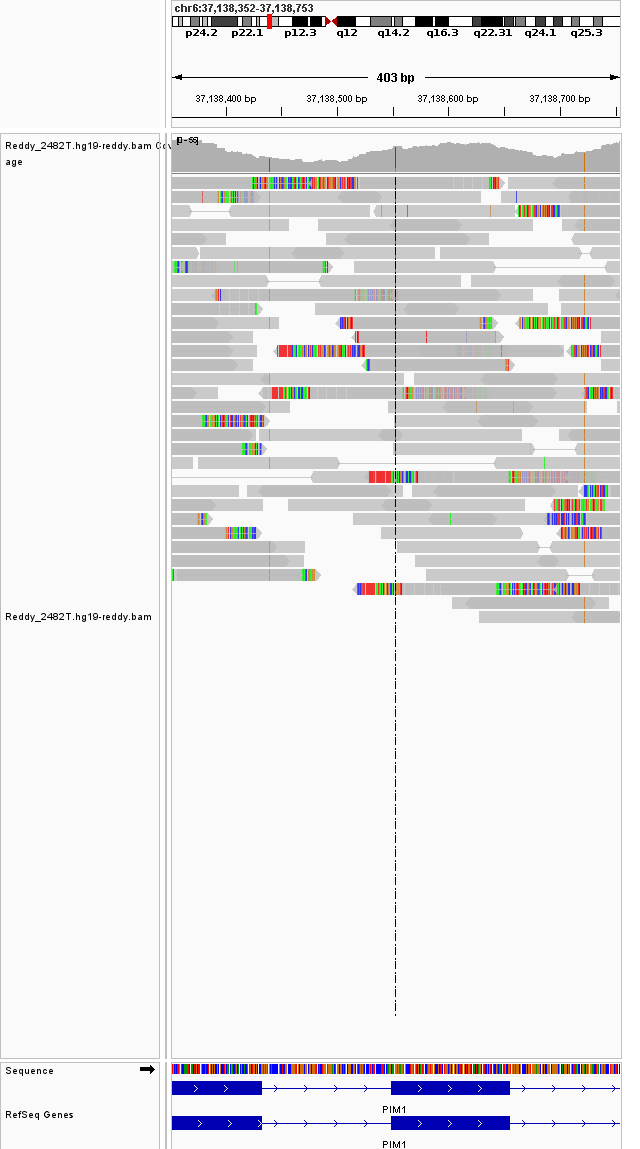 chr6:37,138,352-37,138,753
p24.2 p22.1 p12.3 q12 q14.2 q16.3 q22.31 q24.1 q25.3
403 bp
37,138,400 bp 37,138,500 bp 37,138,600 bp 37,138,700 bp
Reddy_2482T.hg19-reddy.bam Cov
age
Reddy_2482T.hg19-reddy.bam
Sequence
PIM1
RefSeq Genes
PIM1